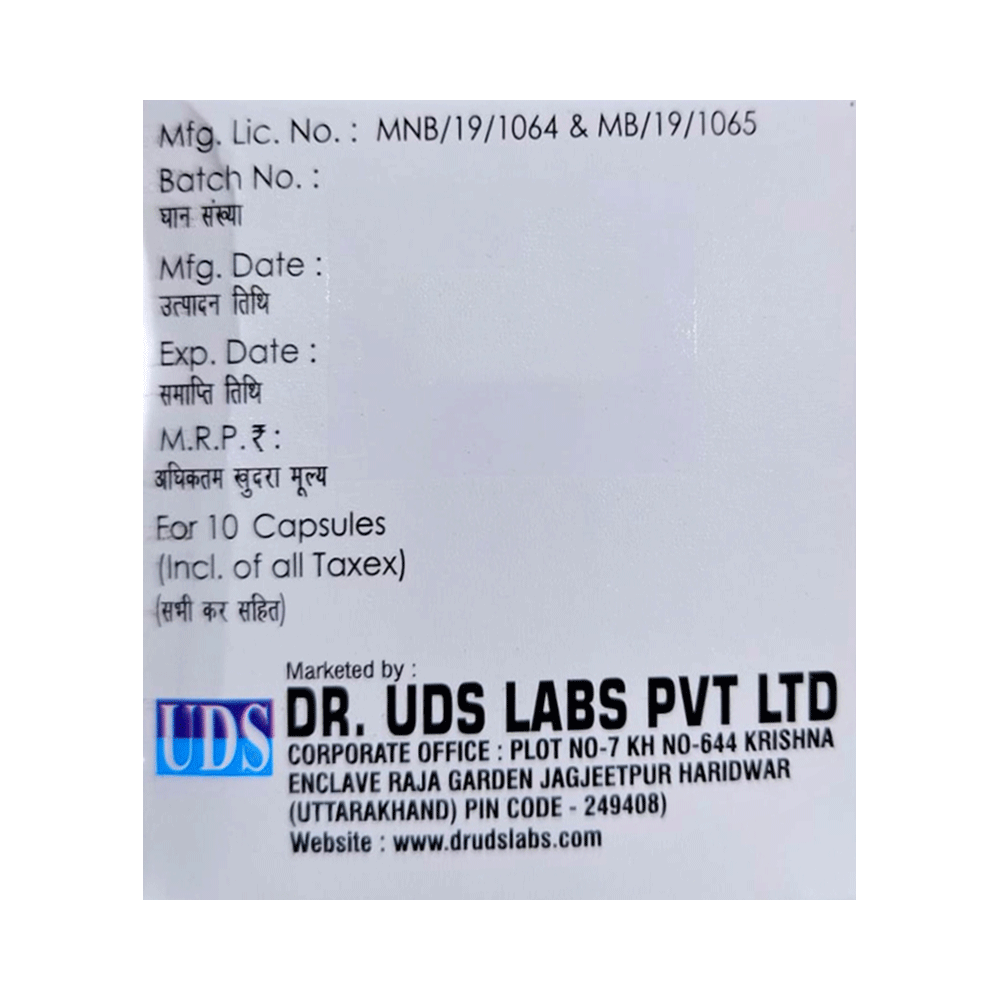 Mfg. Lic. No. : MNB/19/1064 & MB/19/1065
Batch No. :
घान संख्या
Mfg. Date :
उत्पादन तिथि
Exp. Date :
समाप्ति तिथि
M.R.P.₹ :
अधिकतम खुदरा मूल्य
For 10 Capsules
(Incl. of all Taxex)
(सभी कर सहित)
Marketed by :
UDS DR. UDS LABS PVT LTD
CORPORATE OFFICE : PLOT NO-7 KH NO-644 KRISHNA
ENCLAVE RAJA GARDEN JAGJEETPUR HARIDWAR
(UTTARAKHAND) PIN CODE - 249408)
Website : www.drudslabs.com